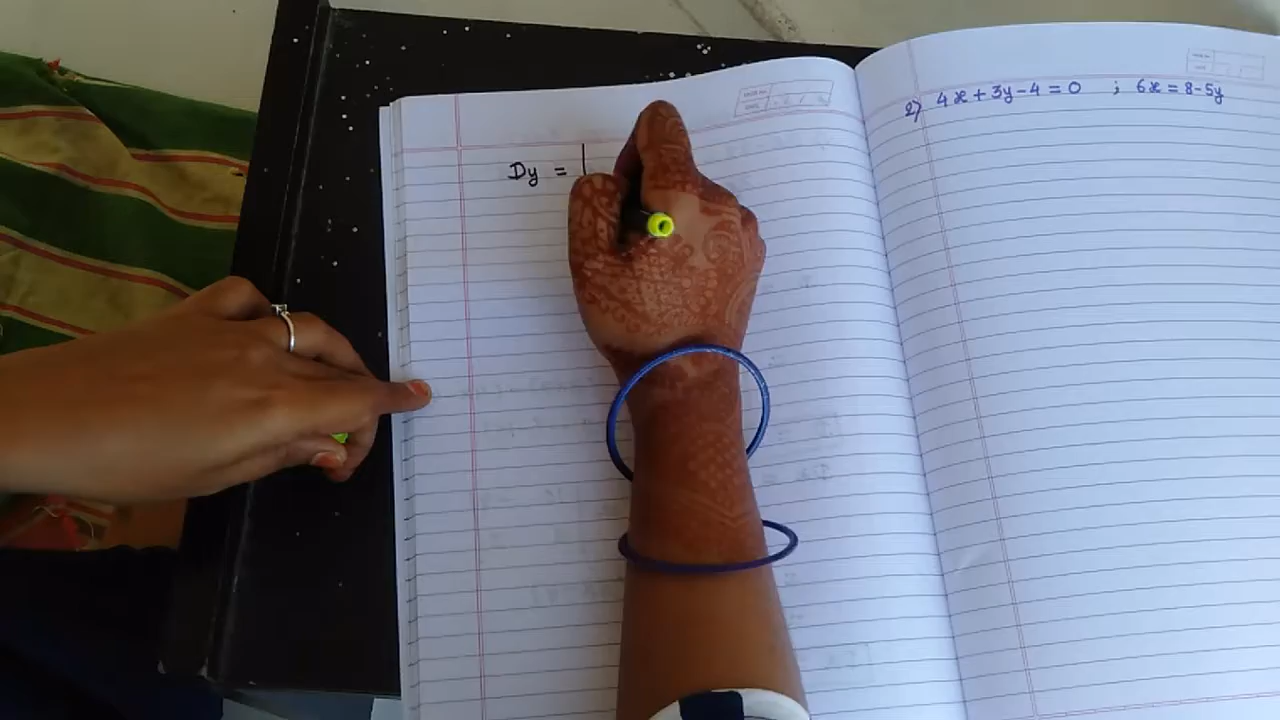 Dy = |
2) 4x + 3y - 4 = 0 ; 6x = 8 - 5y